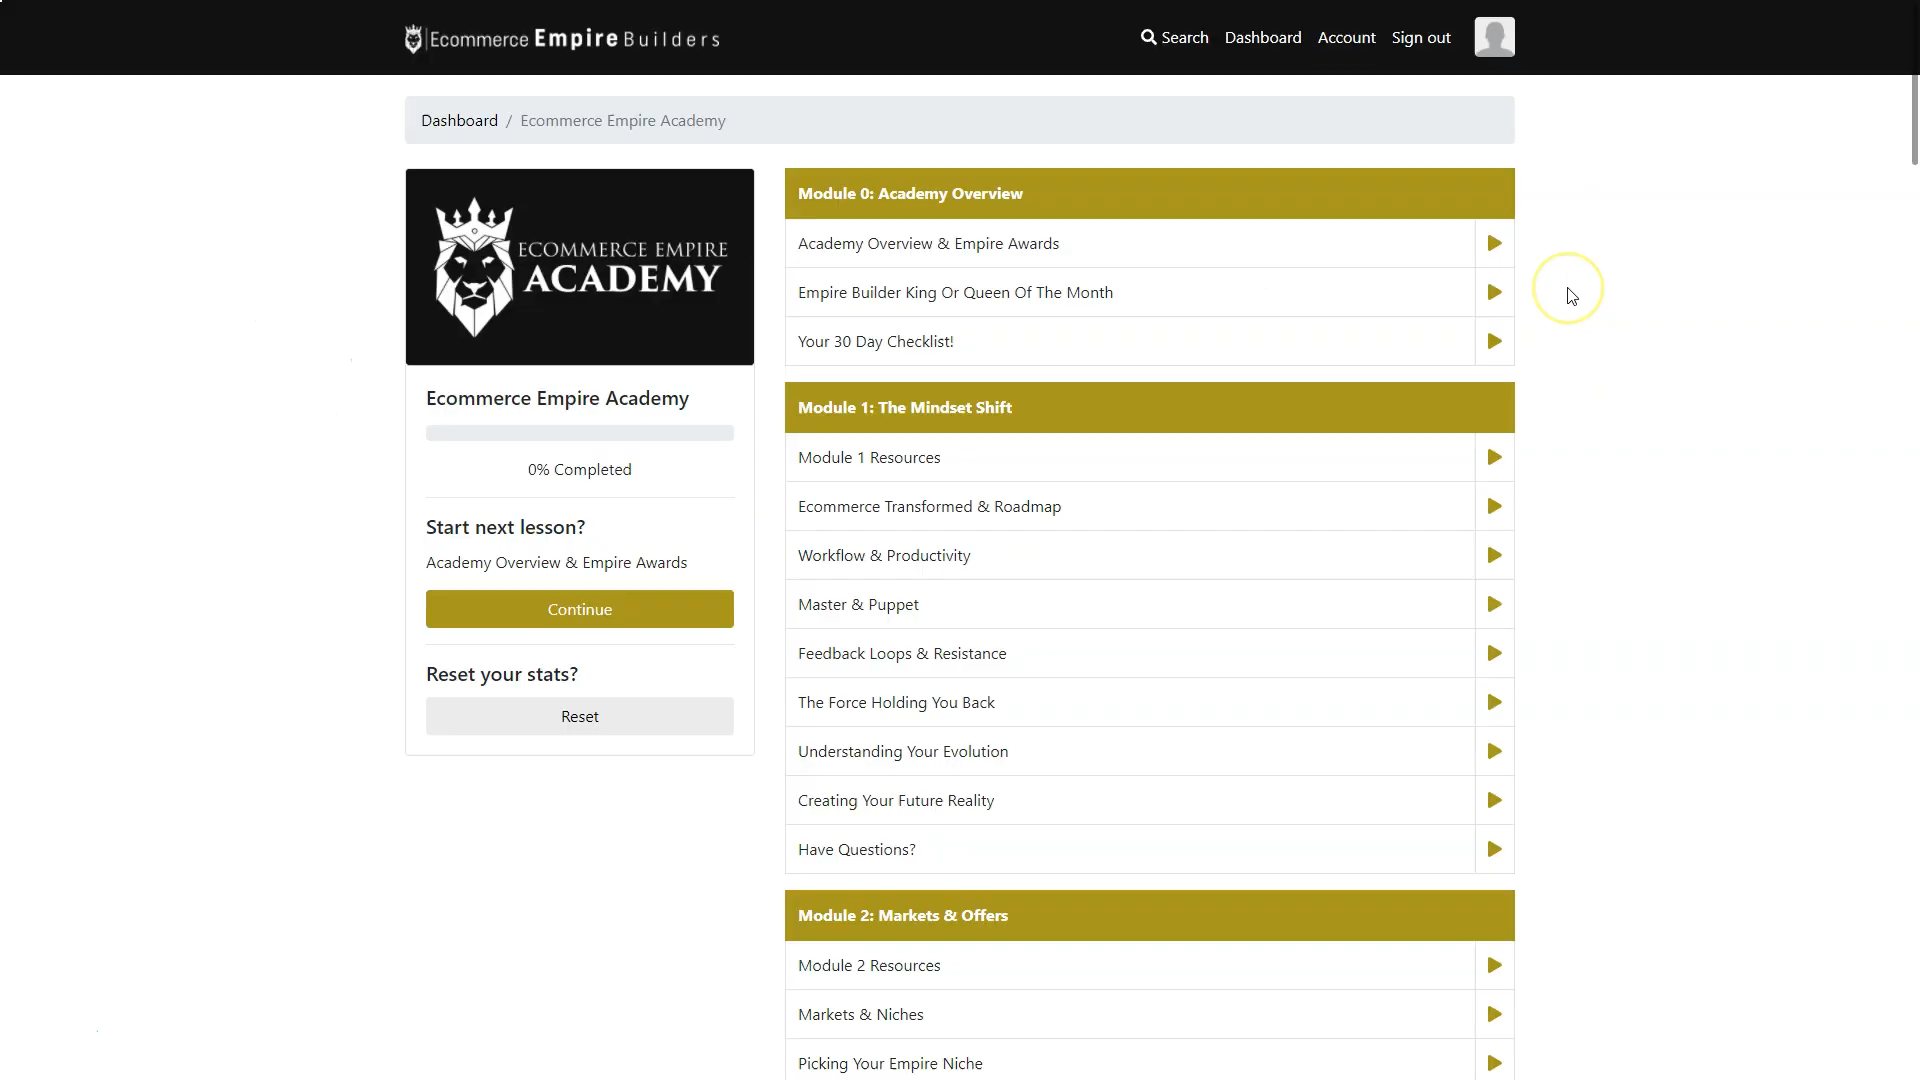 Ecommerce Empire Builders
Search Dashboard Account Sign out
Dashboard / Ecommerce Empire Academy
ECOMMERCE EMPIRE
ACADEMY
Ecommerce Empire Academy
0% Completed
Start next lesson?
Academy Overview & Empire Awards
Continue
Reset your stats?
Reset
Module 0: Academy Overview
Academy Overview & Empire Awards
Empire Builder King Or Queen Of The Month
Your 30 Day Checklist!
Module 1: The Mindset Shift
Module 1 Resources
Ecommerce Transformed & Roadmap
Workflow & Productivity
Master & Puppet
Feedback Loops & Resistance
The Force Holding You Back
Understanding Your Evolution
Creating Your Future Reality
Have Questions?
Module 2: Markets & Offers
Module 2 Resources
Markets & Niches
Picking Your Empire Niche